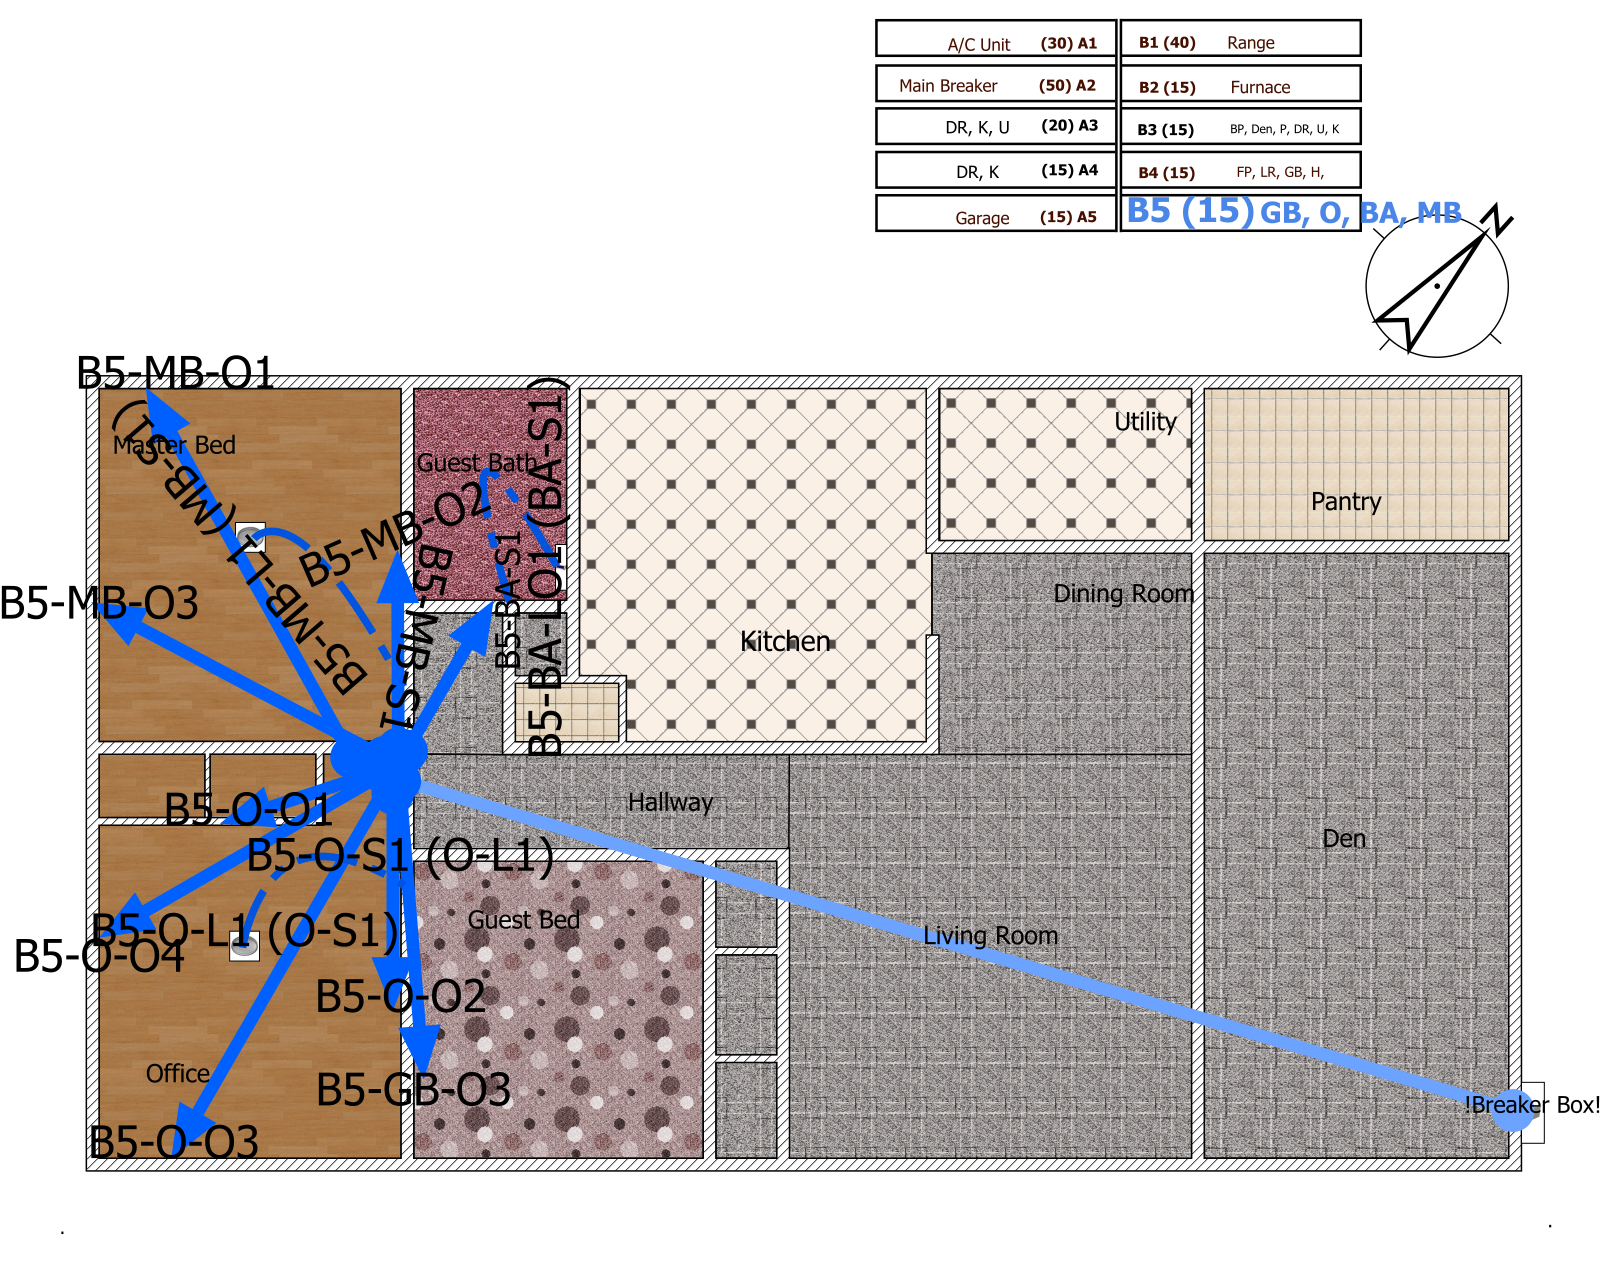 A/C Unit (30) A1 B1 (40) Range
Main Breaker (50) A2 B2 (15) Furnace
DR, K, U (20) A3 B3 (15) BP, Den, P, DR, U, K
DR, K (15) A4 B4 (15) FP, LR, GB, H,
Garage (15) A5 B5 (15) GB, O, BA, MB
N
B5-MB-O1
Master Bed
B5-MB-L1 (MB-S1)
Guest Bath
B5-MB-O2
B5-MB-S1
B5-BA-S1
B5-BA-LO1 (BA-S1)
Utility
Pantry
B5-MB-O3
Dining Room
Kitchen
B5-O-O1
Hallway
Den
B5-O-S1 (O-L1)
Guest Bed
B5-O-L1 (O-S1)
Living Room
B5-O-O4
B5-O-O2
Office
B5-GB-O3
!Breaker Box!
B5-O-O3